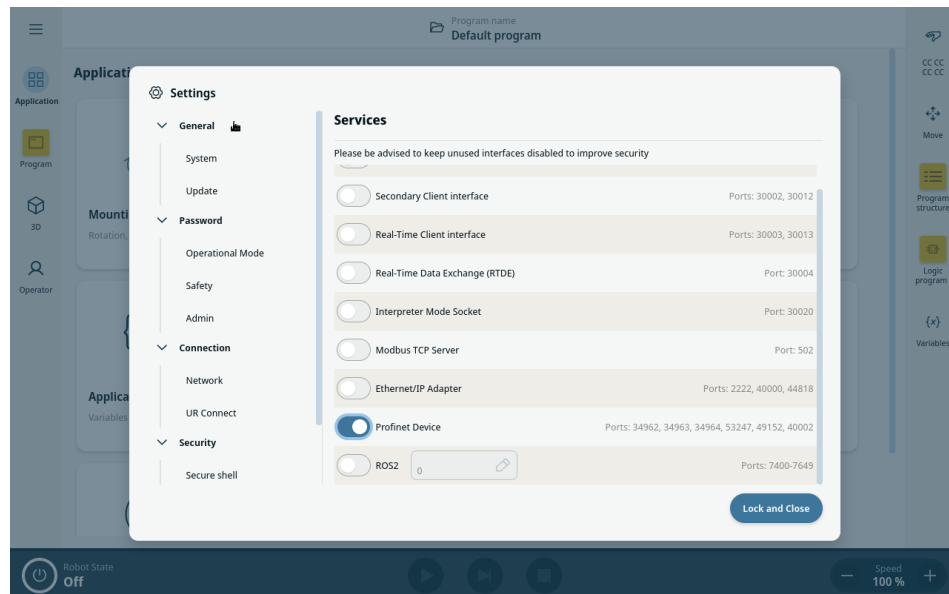 Program name
Default program
Applicati
Application
Program
3D
Operator
Mounti
Rotation,
Applica
Variables
Settings
General
System
Update
Password
Operational Mode
Safety
Admin
Connection
Network
UR Connect
Security
Secure shell
Services
Please be advised to keep unused interfaces disabled to improve security
Secondary Client interface
Ports: 30002, 30012
Real-Time Client interface
Ports: 30003, 30013
Real-Time Data Exchange (RTDE)
Port: 30004
Interpreter Mode Socket
Port: 30020
Modbus TCP Server
Port: 502
Ethernet/IP Adapter
Ports: 2222, 40000, 44818
Profinet Device
Ports: 34962, 34963, 34964, 53247, 49152, 40002
ROS2
0
Ports: 7400-7649
Lock and Close
CC CC
CC CC
Move
Program
structure
Logic
program
{x}
Variables
Robot State
Off
Speed
100 %